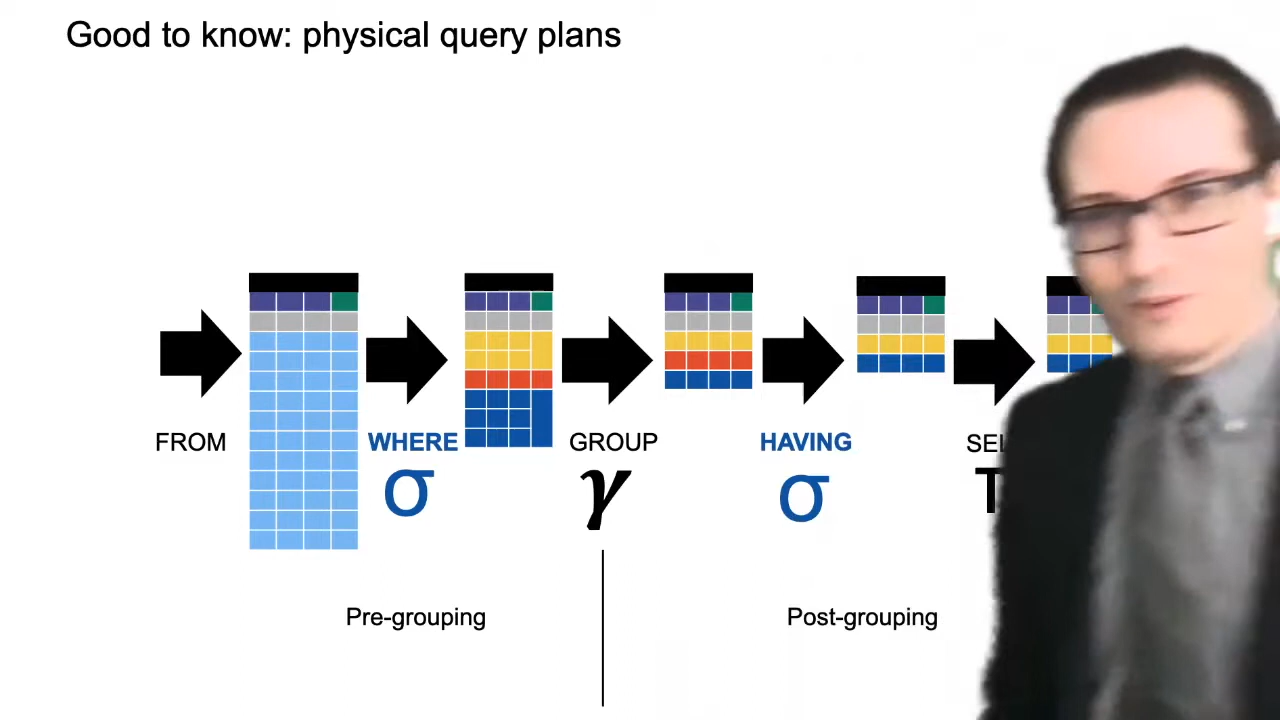 Good to know: physical query plans
FROM
WHERE
GROUP
HAVING
σ
γ
σ
Pre-grouping
Post-grouping